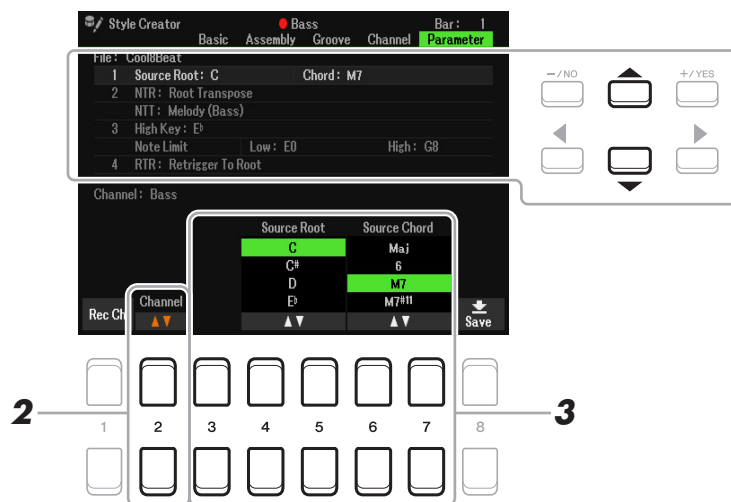 Style Creator Bass Bar: 1
Basic Assembly Groove Channel Parameter
File: Cool8Beat
1 Source Root: C Chord: M7
2 NTR: Root Transpose
NTT: Melody (Bass)
3 High Key: E♭
Note Limit Low: E0 High: G8
4 RTR: Retrigger To Root
Channel: Bass
−/NO +/YES
Source Root Source Chord
C Maj
C# 6
D M7
E♭ M7#11
Rec Ch Channel Save
2 3
1 2 3 4 5 6 7 8